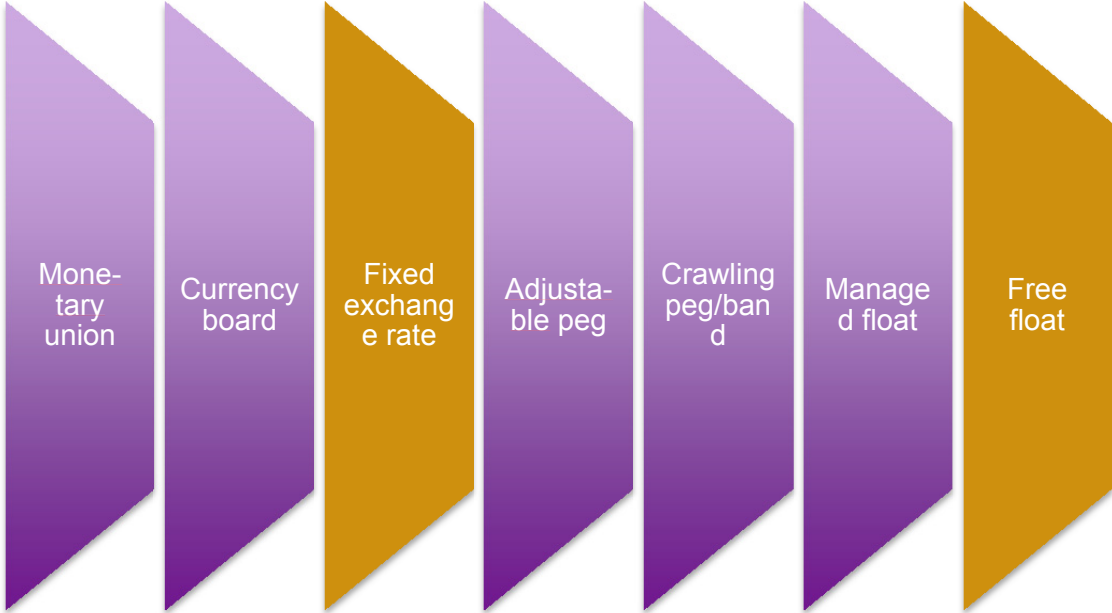 Mone-
tary
union
Currency
board
Fixed
exchang
e rate
Adjusta-
ble peg
Crawling
peg/ban
d
Manage
d float
Free
float